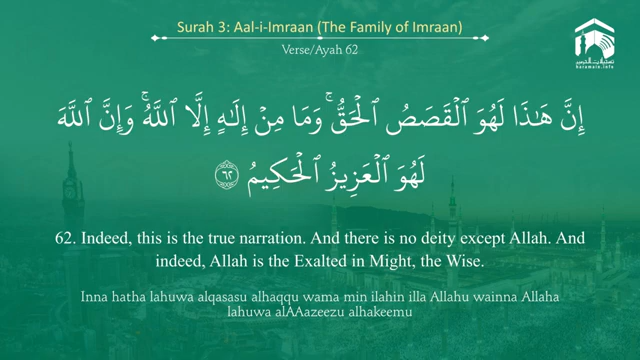 Surah 3: Aal-i-Imraan (The Family of Imraan)
Verse/Ayah 62
haramain.info
إِنَّ هَٰذَا لَهُوَ ٱلْقَصَصُ ٱلْحَقُّ ۚ وَمَا مِنْ إِلَٰهٍ إِلَّا ٱللَّهُ ۚ وَإِنَّ ٱللَّهَ
لَهُوَ ٱلْعَزِيزُ ٱلْحَكِيمُ ٦٢
62. Indeed, this is the true narration. And there is no deity except Allah. And
indeed, Allah is the Exalted in Might, the Wise.
Inna hatha lahuwa alqasasu alhaqqu wama min ilahin illa Allahu wainna Allaha
lahuwa alAAazeezu alhakeemu